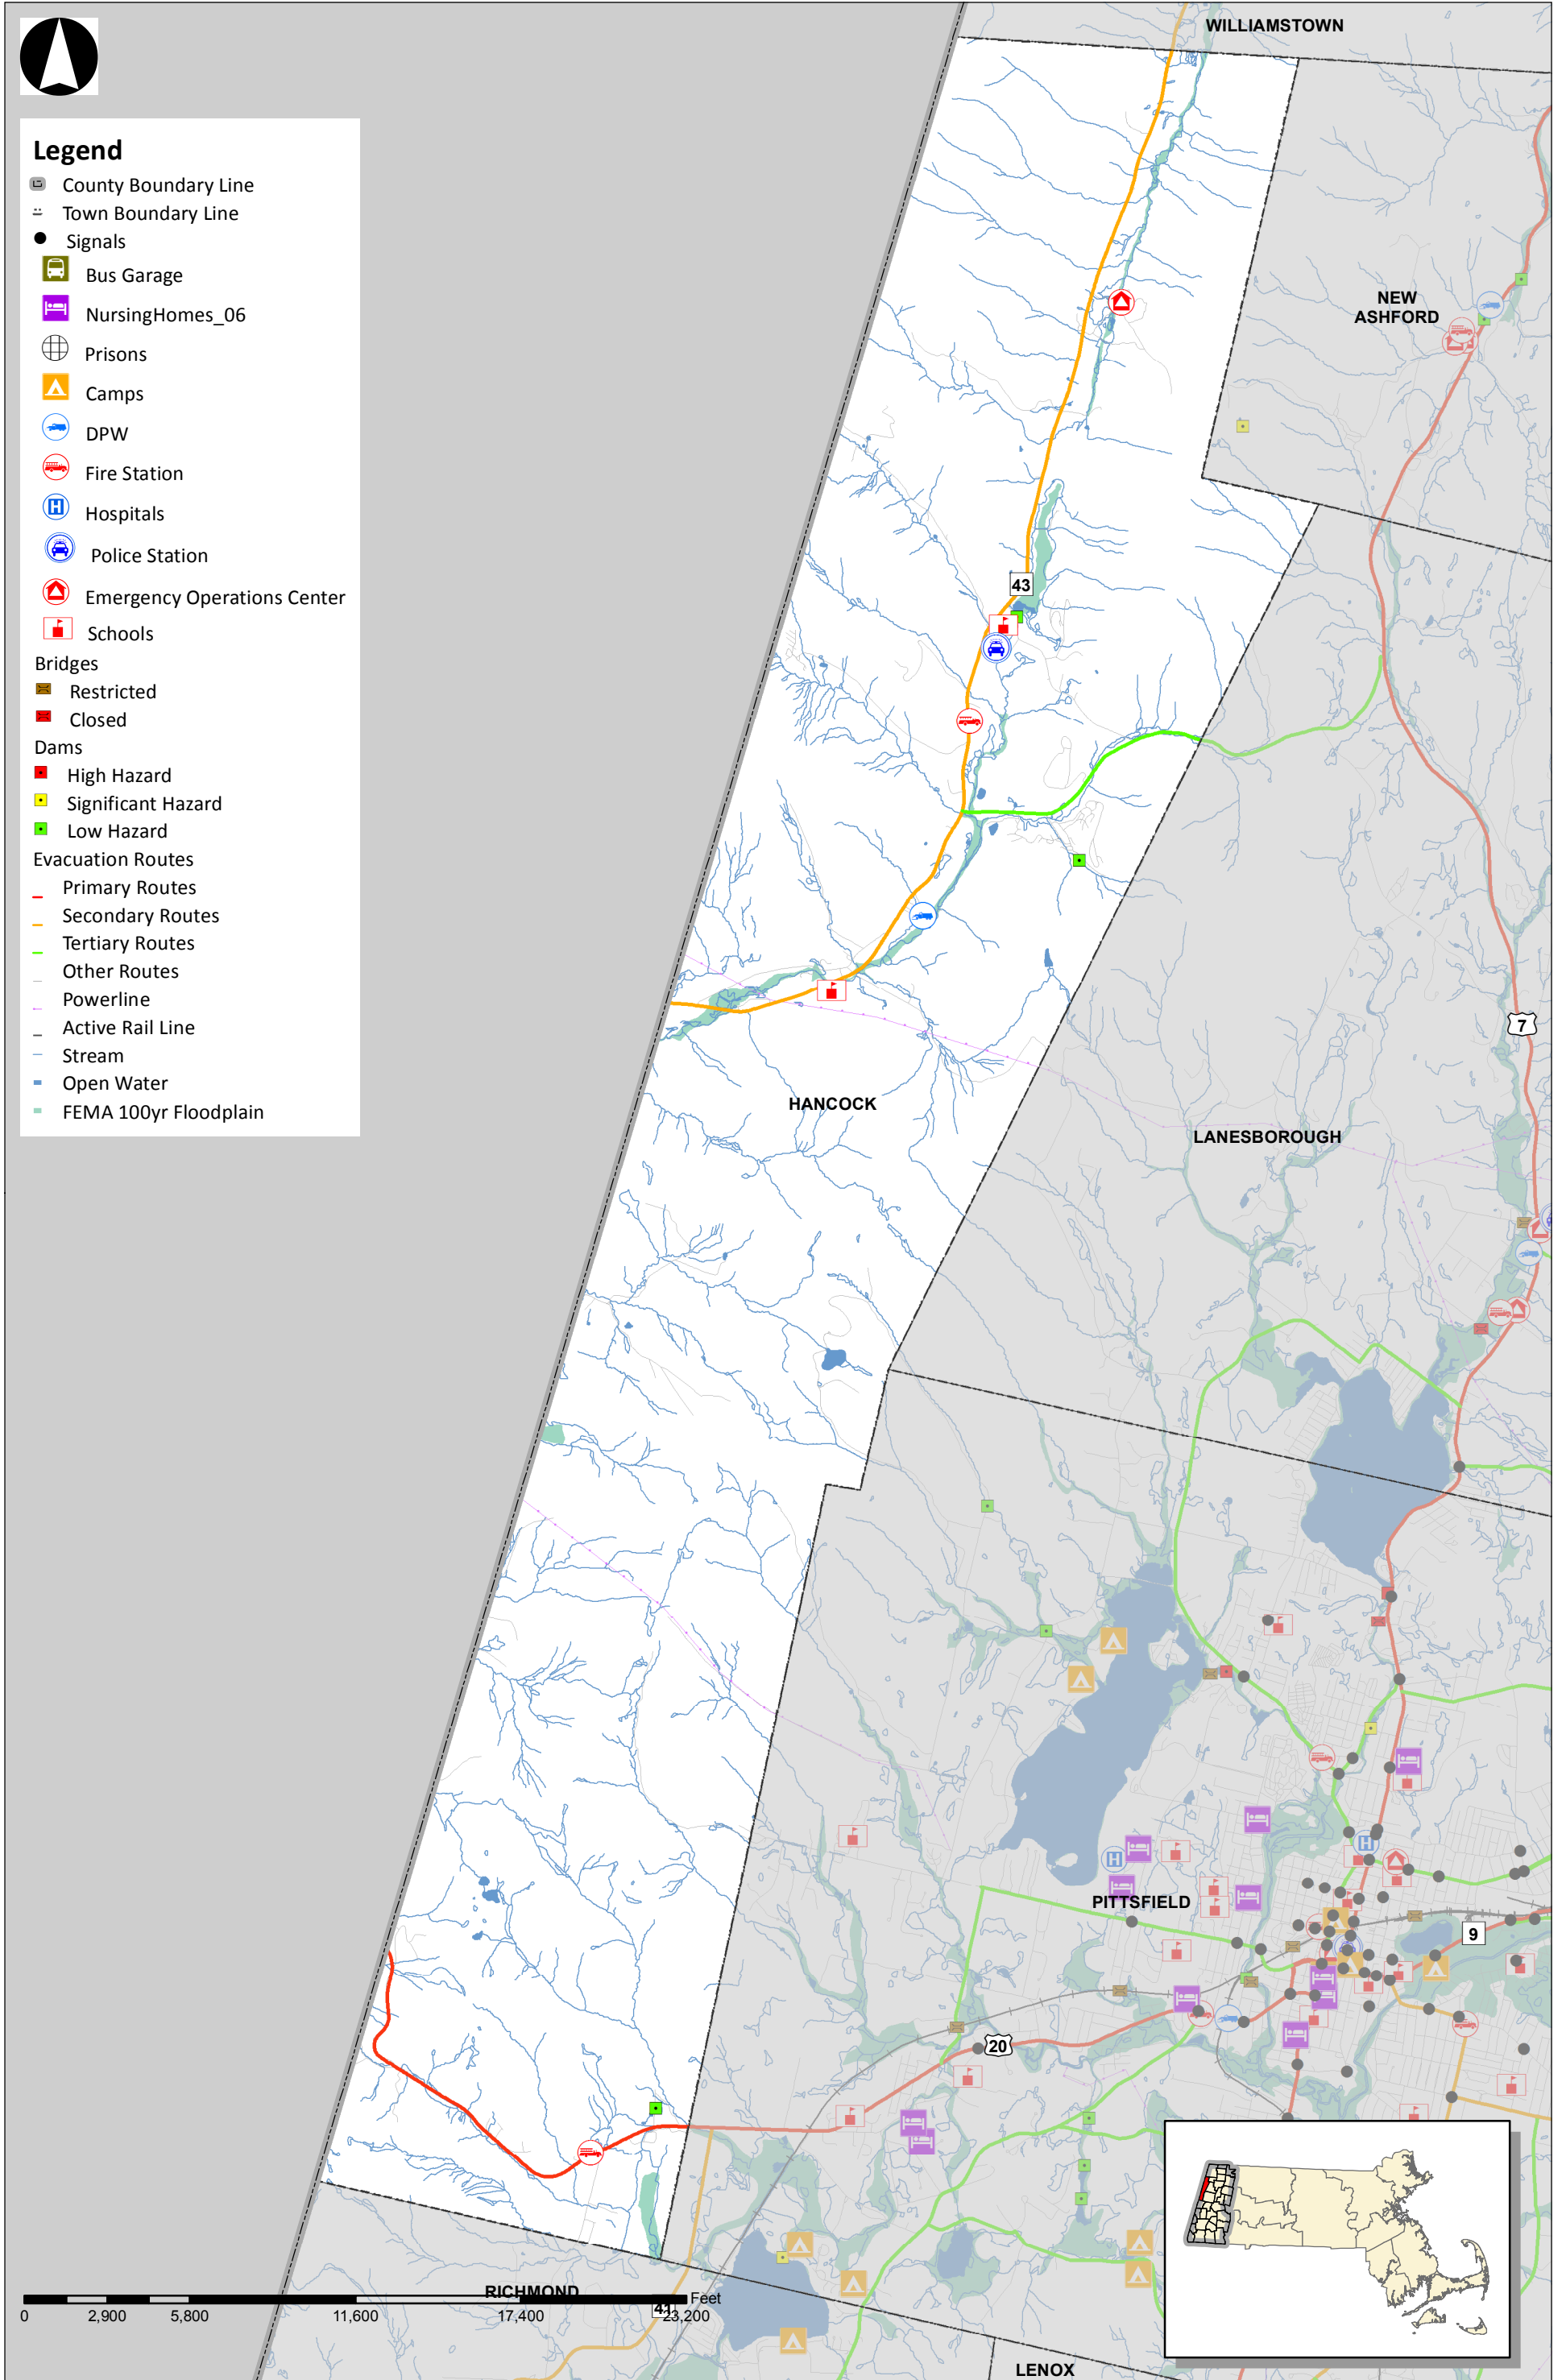 WILLIAMSTOWN
Legend
County Boundary Line
Town Boundary Line
Signals
Bus Garage
NursingHomes_06
Prisons
Camps
DPW
Fire Station
Hospitals
Police Station
Emergency Operations Center
Schools
Bridges
Restricted
Closed
Dams
High Hazard
Significant Hazard
Low Hazard
Evacuation Routes
Primary Routes
Secondary Routes
Tertiary Routes
Other Routes
Powerline
Active Rail Line
Stream
Open Water
FEMA 100yr Floodplain
NEW
ASHFORD
43
7
HANCOCK
LANESBOROUGH
H
H
PITTSFIELD
9
20
RICHMOND
41
Feet
0 2,900 5,800 11,600 17,400 23,200
LENOX